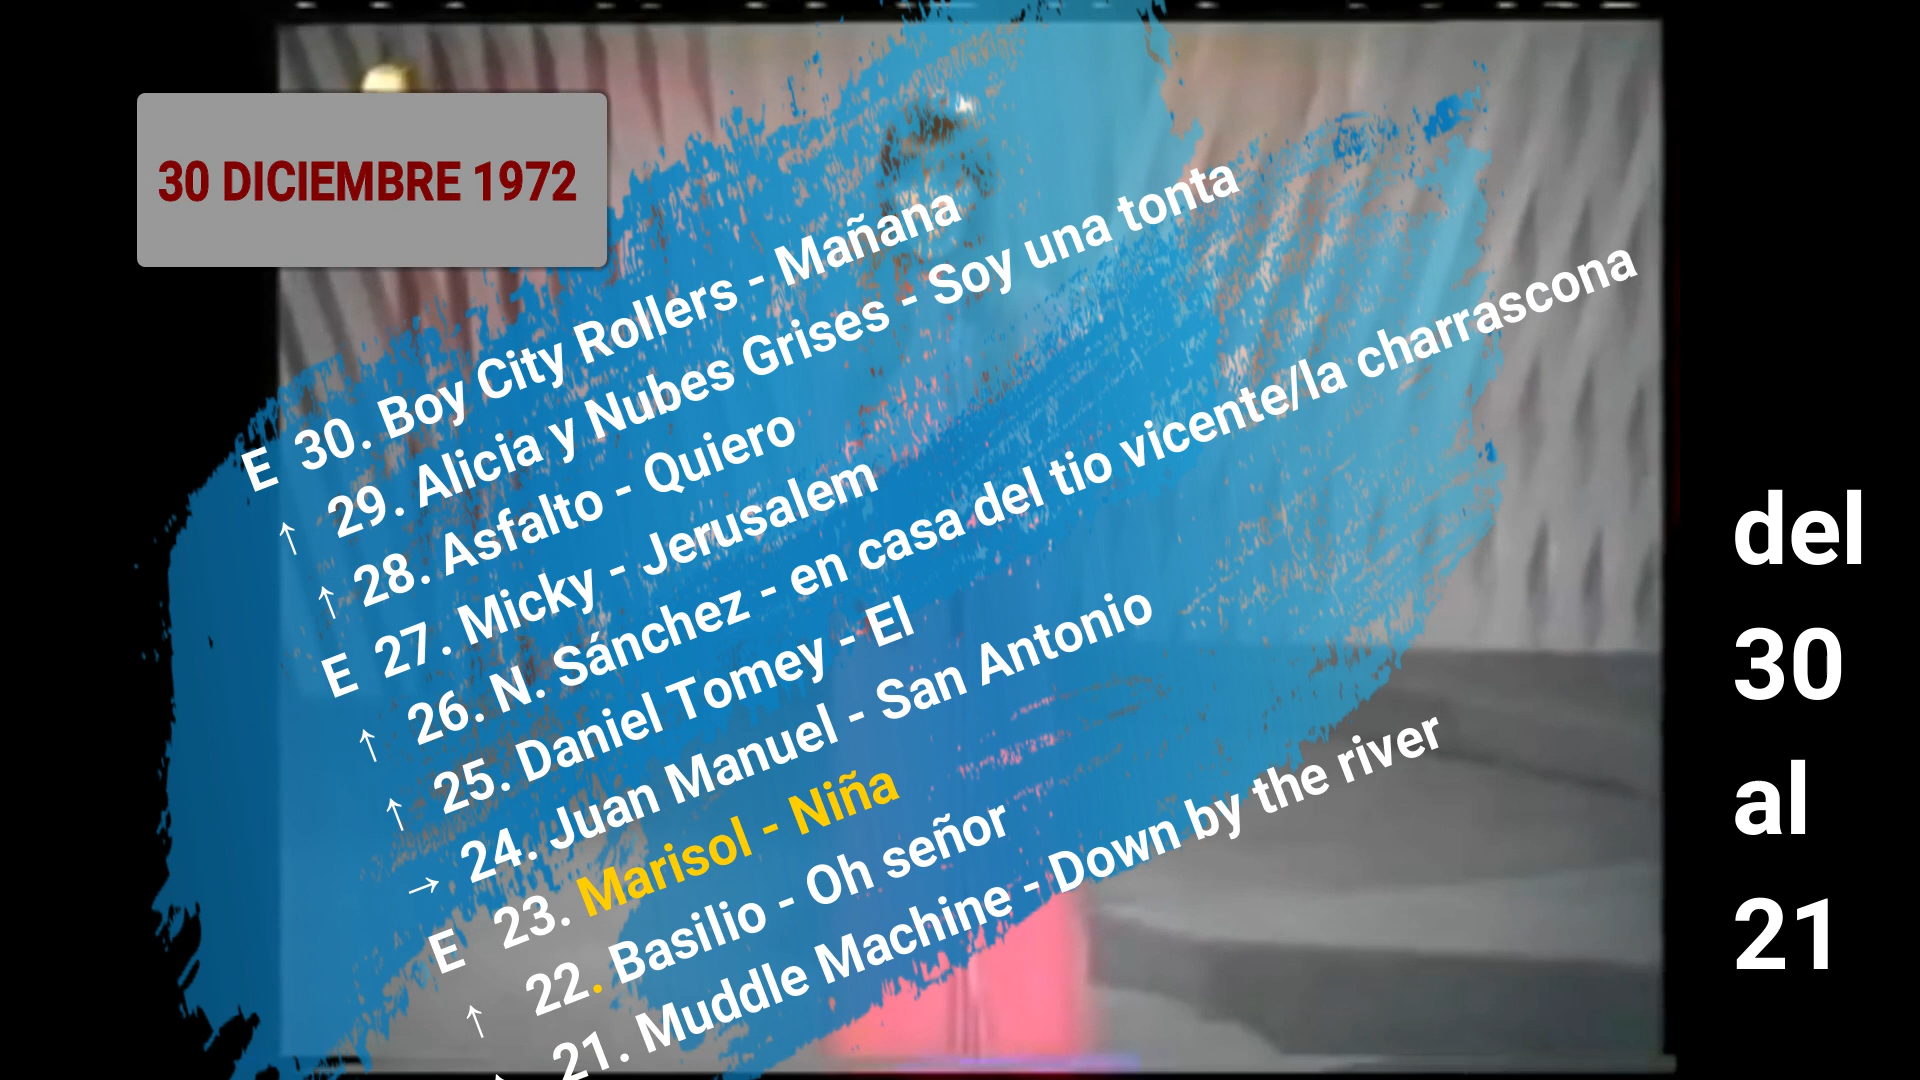 30 DICIEMBRE 1972
E 30. Boy City Rollers - Mañana
↑ 29. Alicia y Nubes Grises - Soy una tonta
↑ 28. Asfalto - Quiero
E 27. Micky - Jerusalem
↑ 26. N. Sánchez - en casa del tio vicente/la charrascona
↑ 25. Daniel Tomey - El
→ 24. Juan Manuel - San Antonio
E 23. Marisol - Niña
↑ 22. Basilio - Oh señor
↑ 21. Muddle Machine - Down by the river
del
30
al
21